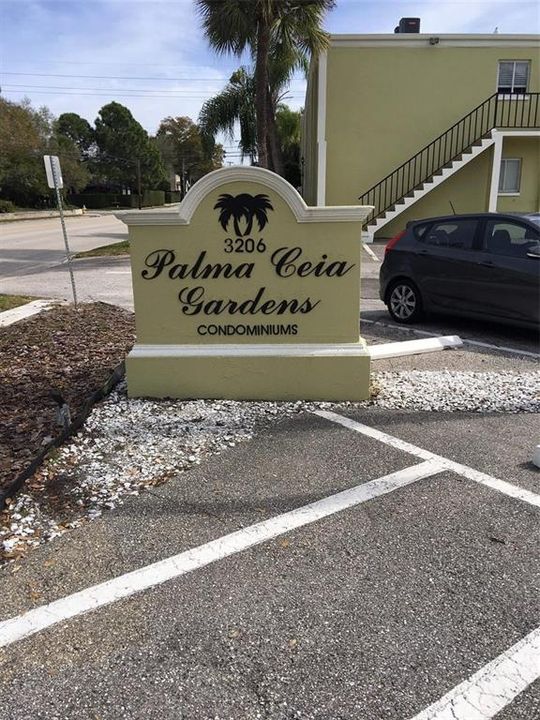 3206
Palma Ceia
Gardens
CONDOMINIUMS